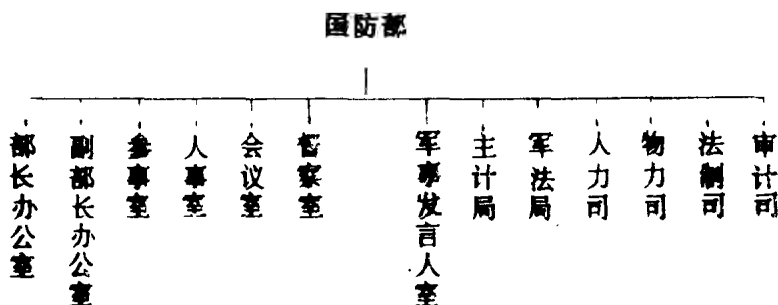 国防部
部长办公室
副部长办公室
参事室
人事室
会议室
督察室
军事发言人室
主计局
军法局
人力司
物力司
法制司
审计司